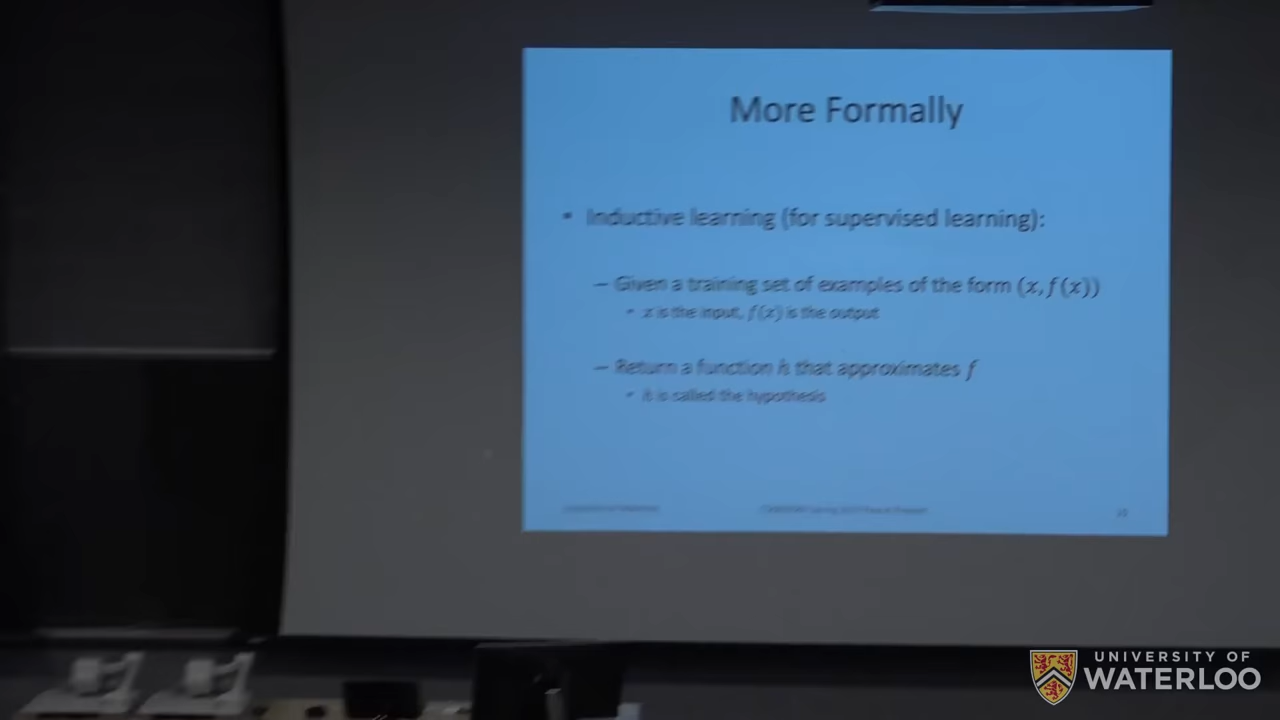 More Formally
• Inductive learning (for supervised learning):
– Given a training set of examples of the form (x, f(x))
• x is the input, f(x) is the output
– Return a function h that approximates f
• h is called the hypothesis
UNIVERSITY OF
WATERLOO